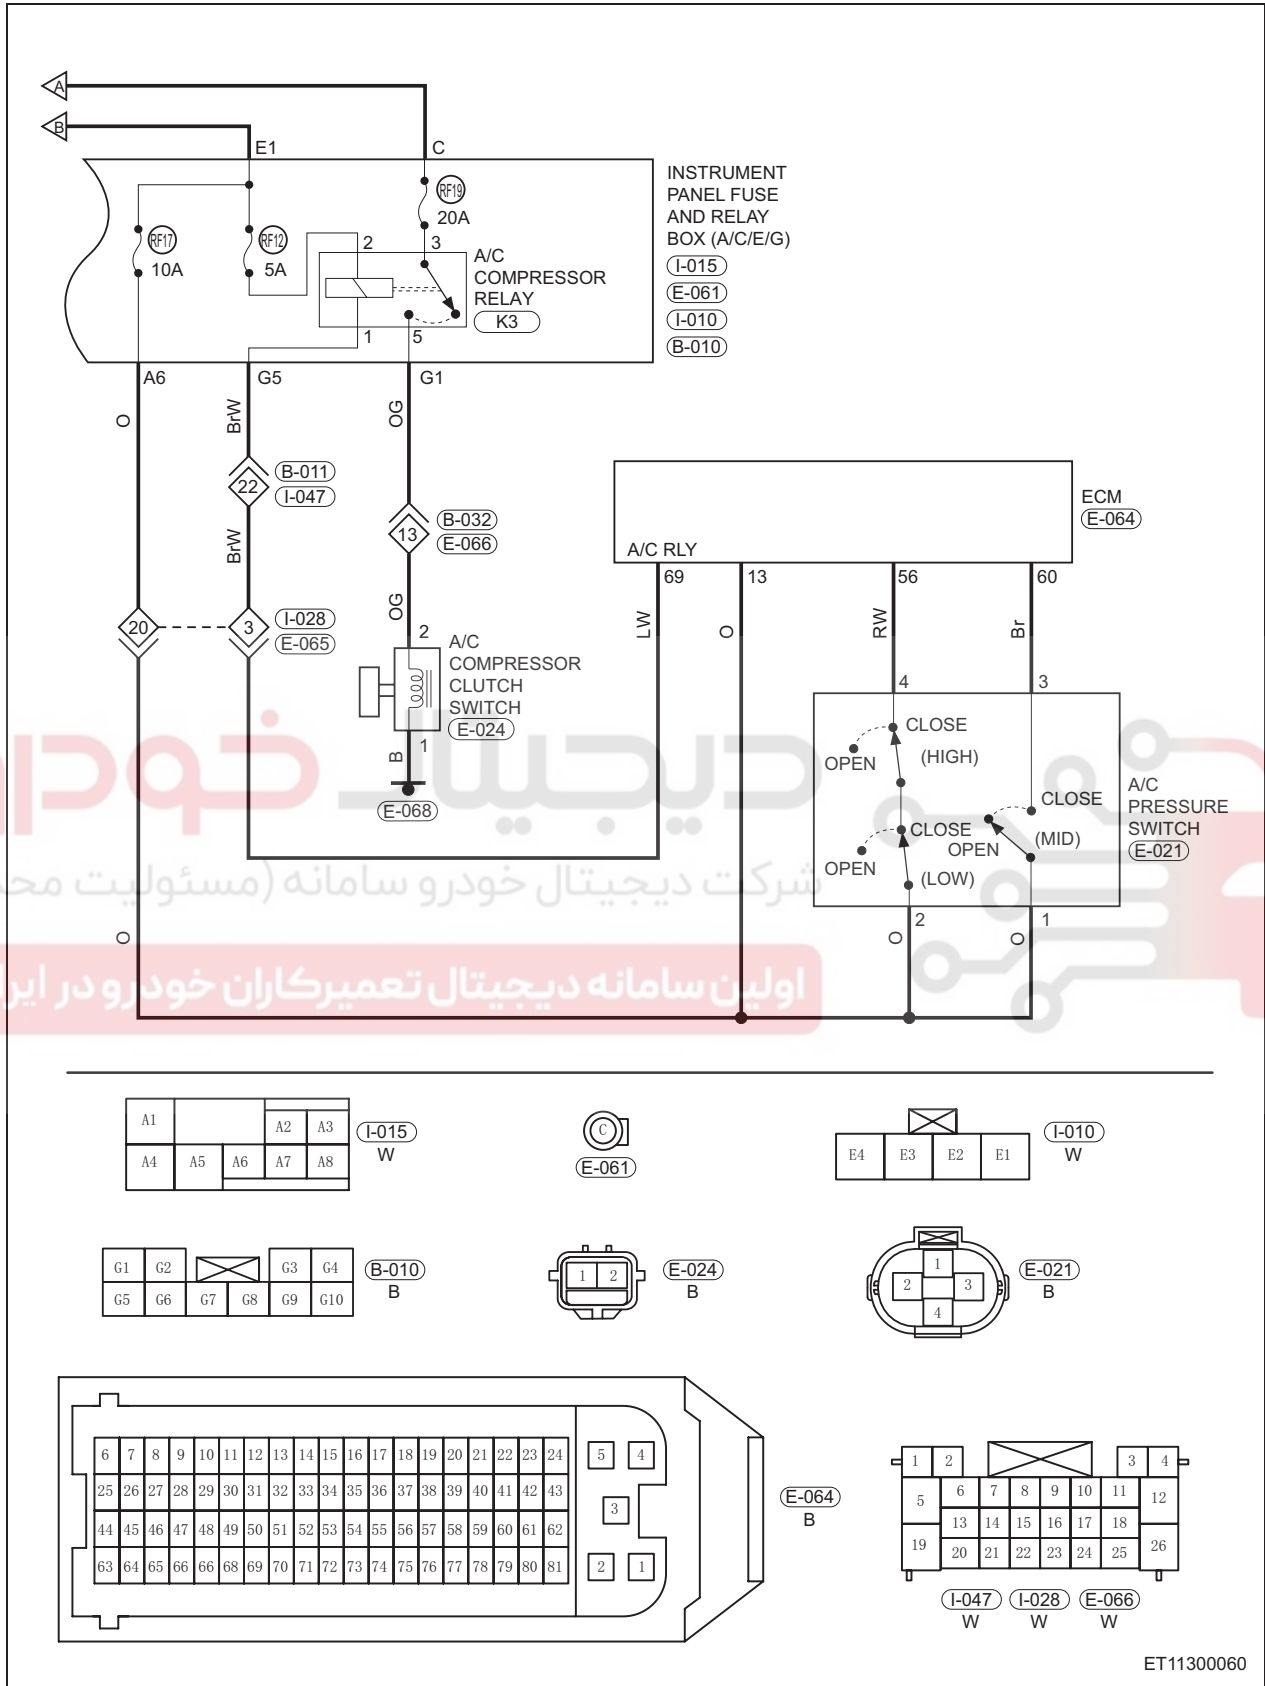 A
B
E1
C
RF19
20A
RF17
10A
RF12
5A
2
3
A/C
COMPRESSOR
RELAY
K3
1
5
INSTRUMENT
PANEL FUSE
AND RELAY
BOX (A/C/E/G)
I-015
E-061
I-010
B-010
A6
G5
G1
O
BrW
OG
22
B-011
I-047
13
B-032
E-066
BrW
OG
20
3
I-028
E-065
2
A/C
COMPRESSOR
CLUTCH
SWITCH
E-024
1
B
E-068
ECM
E-064
A/C RLY
69
13
56
60
LW
O
RW
Br
4
3
CLOSE
OPEN
(HIGH)
CLOSE
OPEN
(LOW)
CLOSE
OPEN
(MID)
A/C
PRESSURE
SWITCH
E-021
2
1
O
O
O
دیجیتال خودرو
شرکت دیجیتال خودرو سامانه (مسئولیت
اولین سامانه دیجیتال تعمیرکاران خودرو در
A1 A2 A3
A4 A5 A6 A7 A8
I-015
W
C
E-061
E4 E3 E2 E1
I-010
W
G1 G2 G3 G4
G5 G6 G7 G8 G9 G10
B-010
B
1 2
E-024
B
1
2 3
4
E-021
B
6 7 8 9 10 11 12 13 14 15 16 17 18 19 20 21 22 23 24
25 26 27 28 29 30 31 32 33 34 35 36 37 38 39 40 41 42 43
44 45 46 47 48 49 50 51 52 53 54 55 56 57 58 59 60 61 62
63 64 65 66 66 68 69 70 71 72 73 74 75 76 77 78 79 80 81
5 4
3
2 1
E-064
B
1 2 3 4
5 6 7 8 9 10 11 12
13 14 15 16 17 18
19 20 21 22 23 24 25 26
I-047 I-028 E-066
W W W
ET11300060